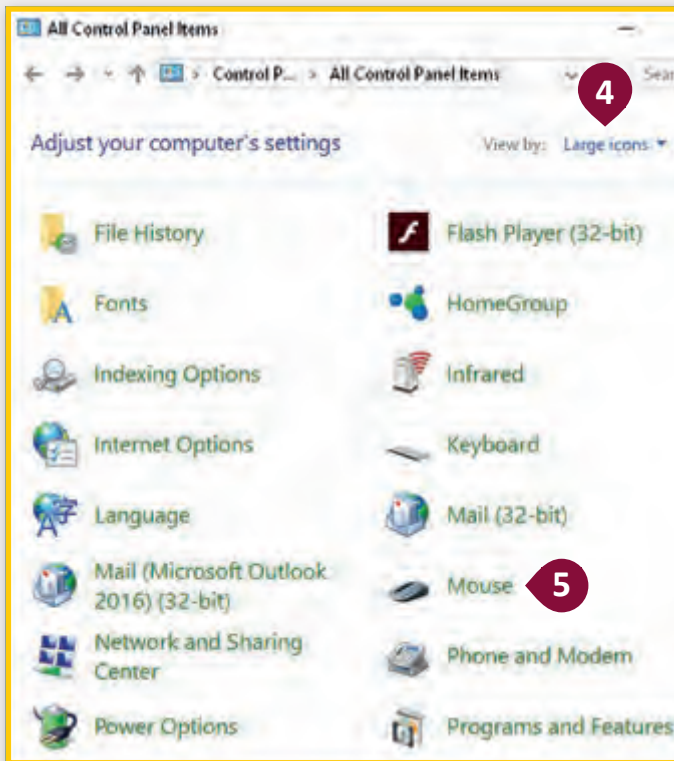 All Control Panel Items
Control P... > All Control Panel Items
Sear
4
Adjust your computer's settings
View by: Large icons
File History
Flash Player (32-bit)
Fonts
HomeGroup
Indexing Options
Infrared
Internet Options
Keyboard
Language
Mail (32-bit)
Mail (Microsoft Outlook
2016) (32-bit)
Mouse
5
Network and Sharing
Center
Phone and Modem
Power Options
Programs and Features